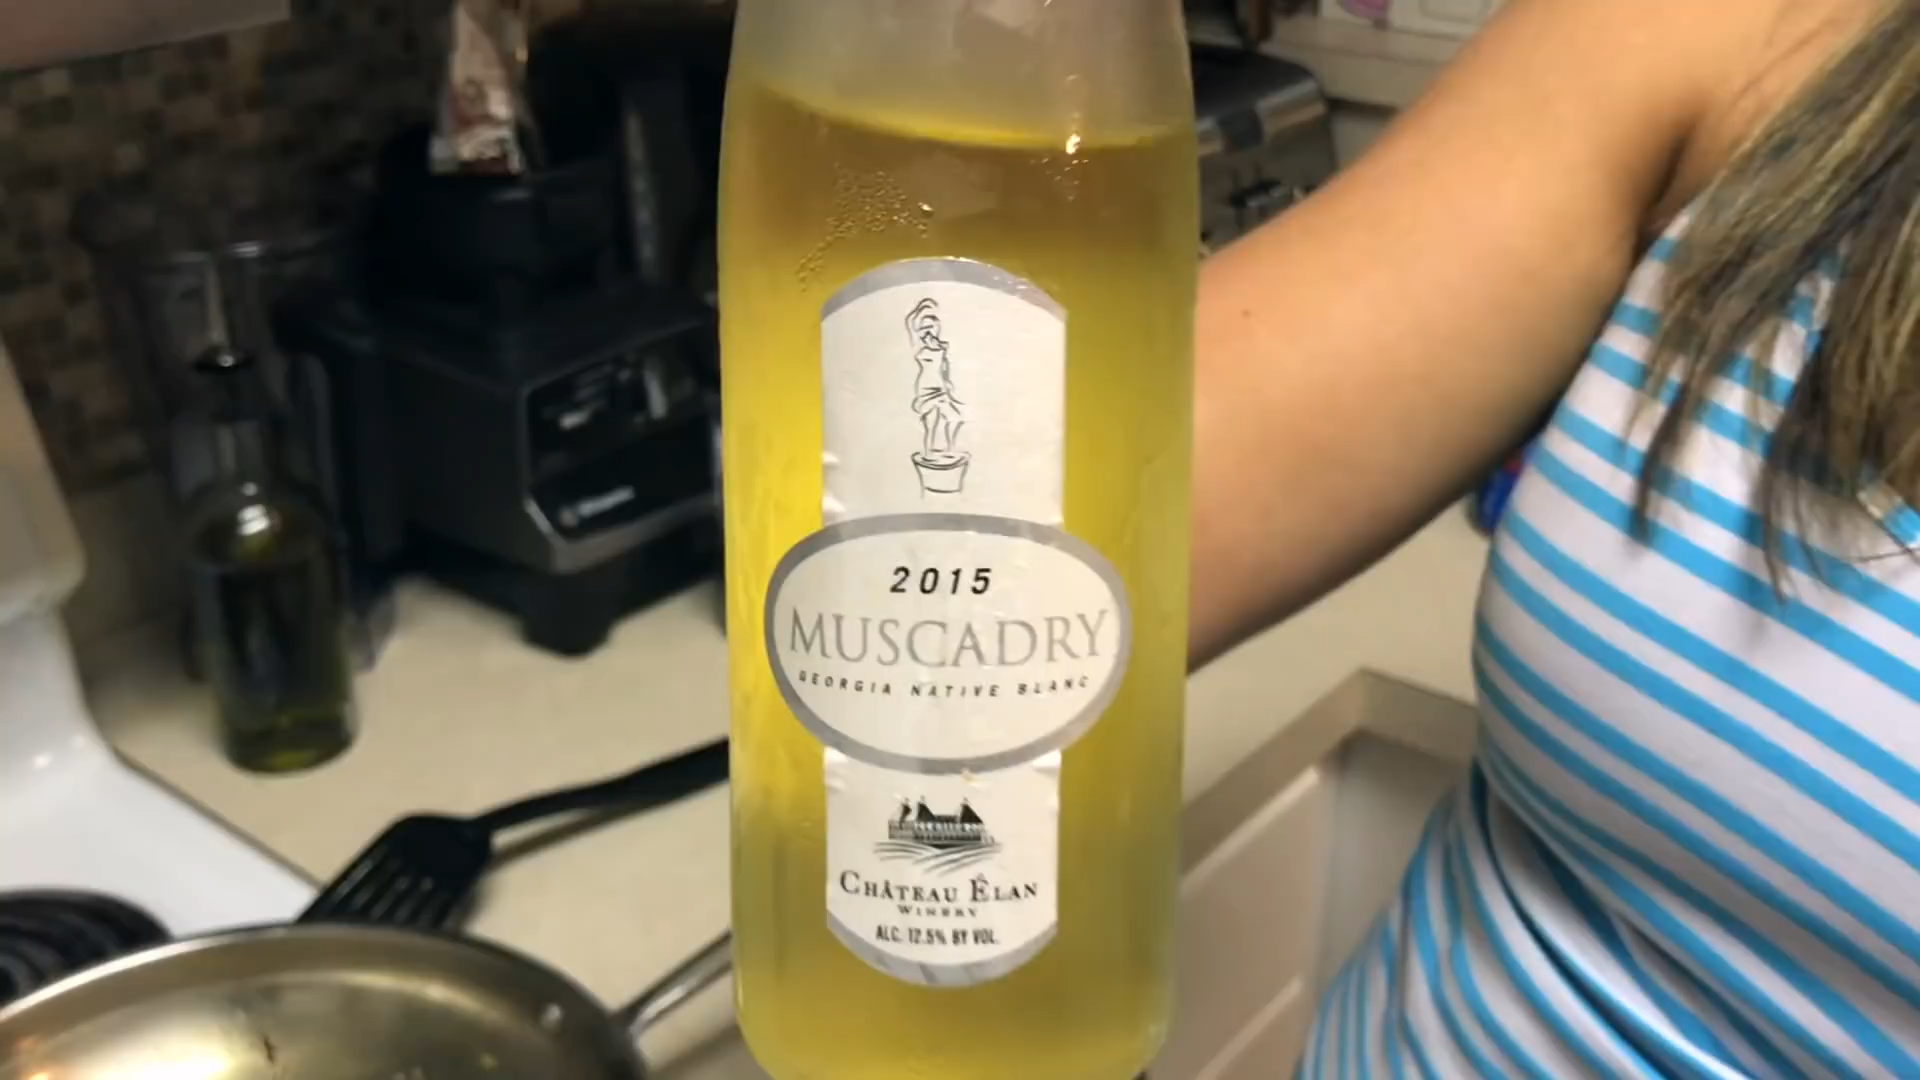 2015
MUSCADRY
GEORGIA NATIVE BLANC
CHÂTEAU ÉLAN
WINERY
ALC. 12.5% BY VOL.